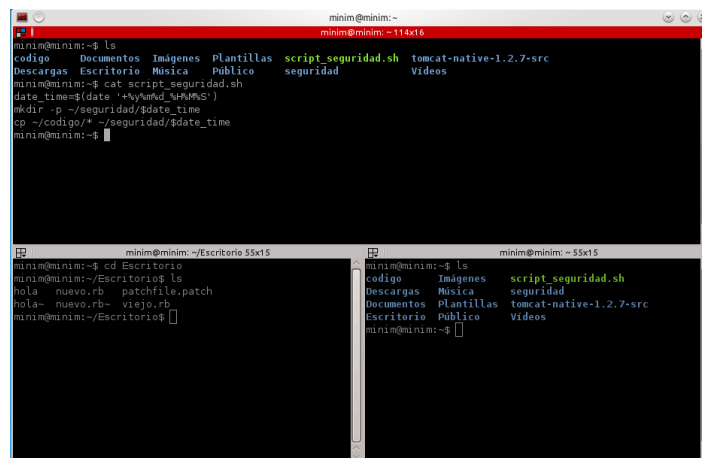 minim@minim: ~
minim@minim: ~ 114x16
minim@minim:~$ ls
codigo Documentos Imágenes Plantillas script_seguridad.sh tomcat-native-1.2.7-src
Descargas Escritorio Música Público seguridad Vídeos
minim@minim:~$ cat script_seguridad.sh
date_time=$(date '+%y%m%d_%H%M%S')
mkdir -p ~/seguridad/$date_time
cp ~/codigo/* ~/seguridad/$date_time
minim@minim:~$
minim@minim: ~/Escritorio 55x15
minim@minim:~$ cd Escritorio
minim@minim:~/Escritorio$ ls
hola nuevo.rb patchfile.patch
hola~ nuevo.rb~ viejo.rb
minim@minim:~/Escritorio$
minim@minim: ~ 55x15
minim@minim:~$ ls
codigo Imágenes script_seguridad.sh
Descargas Música seguridad
Documentos Plantillas tomcat-native-1.2.7-src
Escritorio Público Vídeos
minim@minim:~$